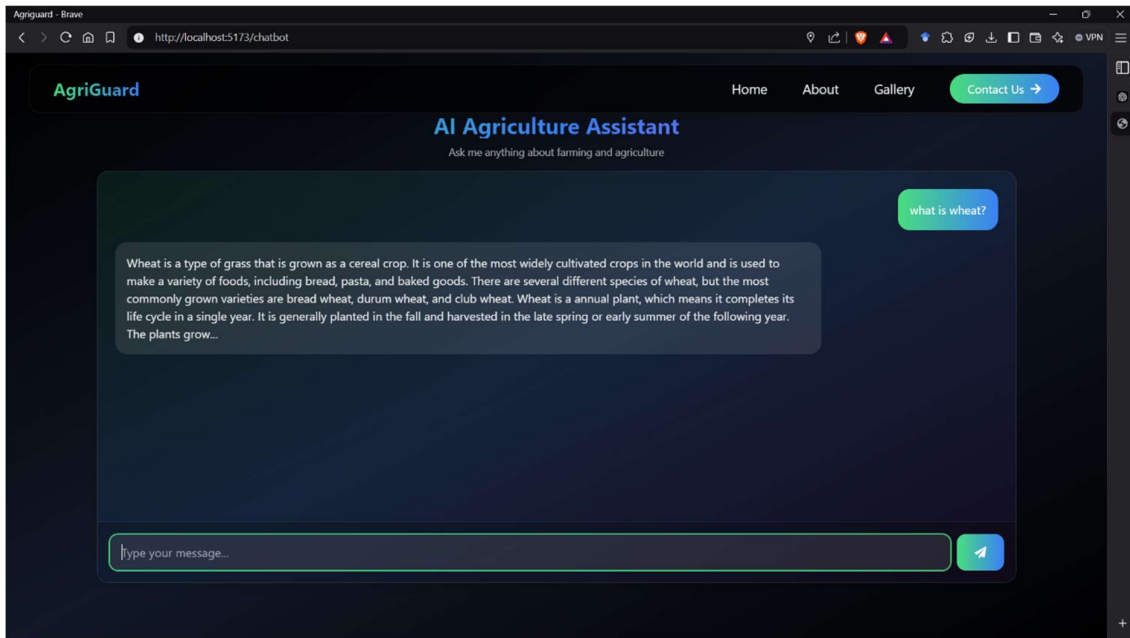 Agriguard - Brave
http://localhost:5173/chatbot
VPN
AgriGuard
Home
About
Gallery
Contact Us →
AI Agriculture Assistant
Ask me anything about farming and agriculture
what is wheat?
Wheat is a type of grass that is grown as a cereal crop. It is one of the most widely cultivated crops in the world and is used to
make a variety of foods, including bread, pasta, and baked goods. There are several different species of wheat, but the most
commonly grown varieties are bread wheat, durum wheat, and club wheat. Wheat is a annual plant, which means it completes its
life cycle in a single year. It is generally planted in the fall and harvested in the late spring or early summer of the following year.
The plants grow...
Type your message...